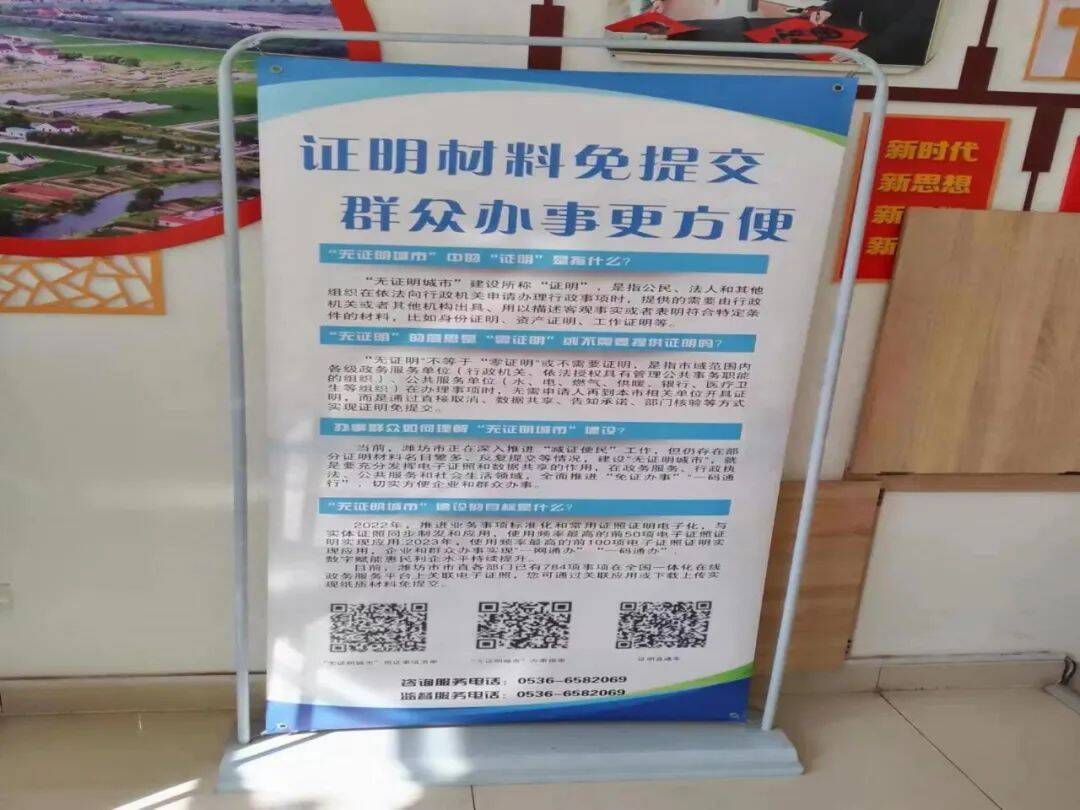 证明材料免提交
群众办事更方便
新时代
新思想
新
新
"无证明城市"中的"证明"是指什么?
"无证明城市"建设所称"证明",是指公民、法人和其他
组织在依法向行政机关申请办理行政事项时,提供的需要由行政
机关或者其他机构出具、用以描述客观事实或者表明符合特定条
件的材料,比如身份证明、资产证明、工作证明等。
"无证明"的意思是"零证明"或不需要提供证明吗?
"无证明"不等于"零证明"或不需要证明,是指市域范围内
各级政务服务单位(行政机关、依法授权具有管理公共事务职能
的组织)、公共服务单位(水、电、燃气、供暖、银行、医疗卫
生等组织)在办理事项时,无需申请人再到本市相关单位开具证
明,而是通过直接取消、数据共享、告知承诺、部门核验等方式
实现证明免提交。
办事群众如何理解"无证明城市"建设?
当前,潍坊市正在深入推进"减证便民"工作,但仍存在部
分证明材料名目繁多、反复提交等情况,建设"无证明城市",就
是要充分发挥电子证照和数据共享的作用,在政务服务、行政执
法、公共服务和社会生活领域,全面推进"免证办事""一码通
行",切实方便企业和群众办事。
"无证明城市"建设的目标是什么?
2022年,推进业务事项标准化和常用证照证明电子化,与
实体证照同步制发和应用,使用频率最高的前50项电子证照证
明实现应用.2023年,使用频率最高的前100项电子证照证明实
现应用,企业和群众办事实现"一网通办""一码通办",
数字赋能惠民利企水平持续提升。
目前,潍坊市市直各部门已有784项事项在全国一体化在线
政务服务平台上关联电子证照,您可通过关联应用或下载上传实
现纸质材料免提交。
"无证明城市"用证事项清单
"无证明城市"办事指南
证明直通车
咨询服务电话:0536-6582069
监督服务电话:0536-6582069